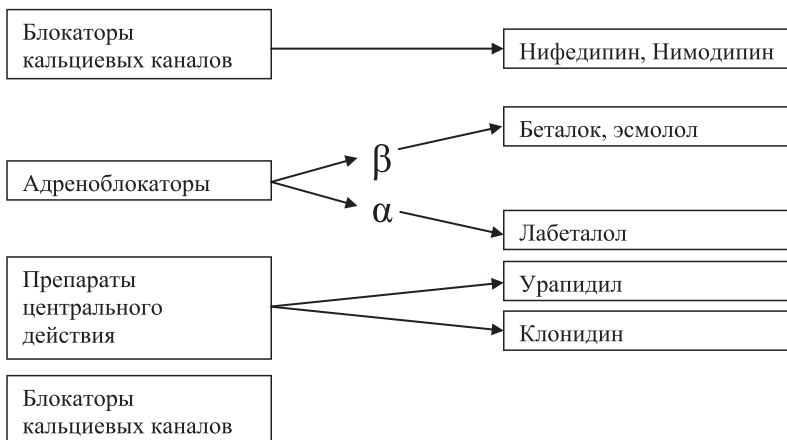 Блокаторы
кальциевых каналов
Нифедипин, Нимодипин
Беталок, эсмолол
β
Адреноблокаторы
α
Лабеталол
Препараты
центрального
действия
Урапидил
Клонидин
Блокаторы
кальциевых каналов